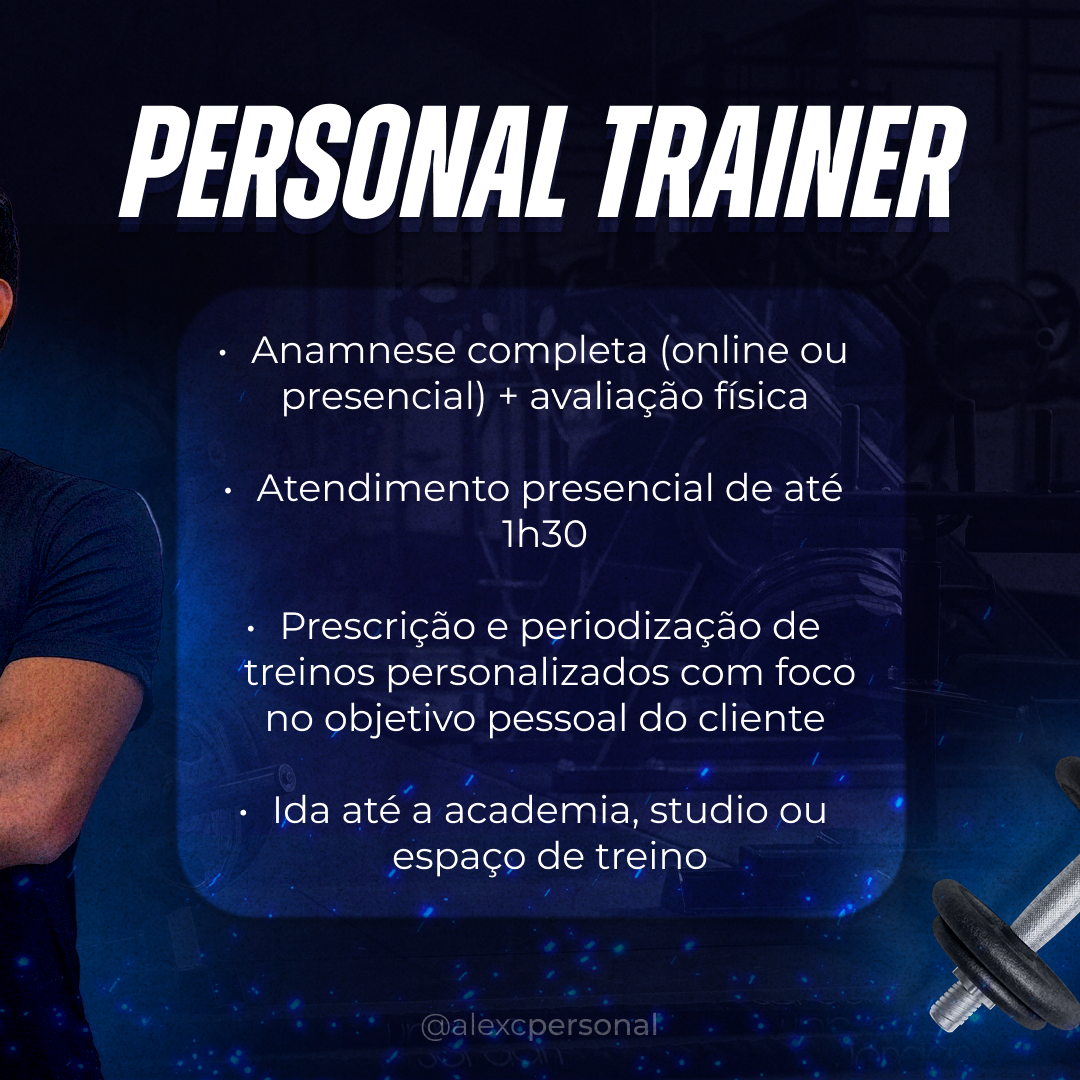 PERSONAL TRAINER
• Anamnese completa (online ou
presencial) + avaliação física
• Atendimento presencial de até
1h30
• Prescrição e periodização de
treinos personalizados com foco
no objetivo pessoal do cliente
• Ida até a academia, studio ou
espaço de treino
@alexcpersonal